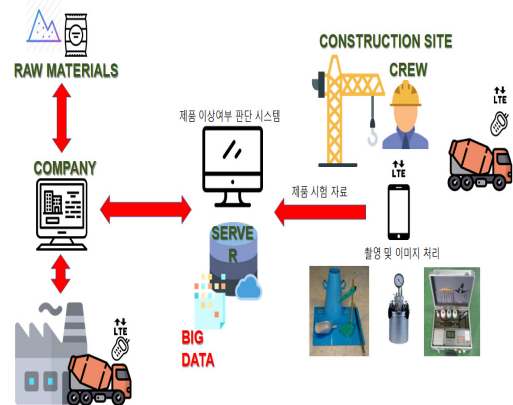 RAW MATERIALS
CONSTRUCTION SITE
CREW
LTE
제품 이상여부 판단 시스템
COMPANY
LTE
제품 시험 자료
SERVE
R
촬영 및 이미지 처리
LTE
BIG
DATA